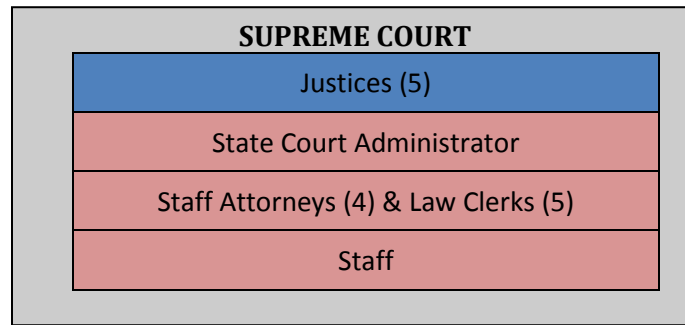 SUPREME COURT
Justices (5)
State Court Administrator
Staff Attorneys (4) & Law Clerks (5)
Staff